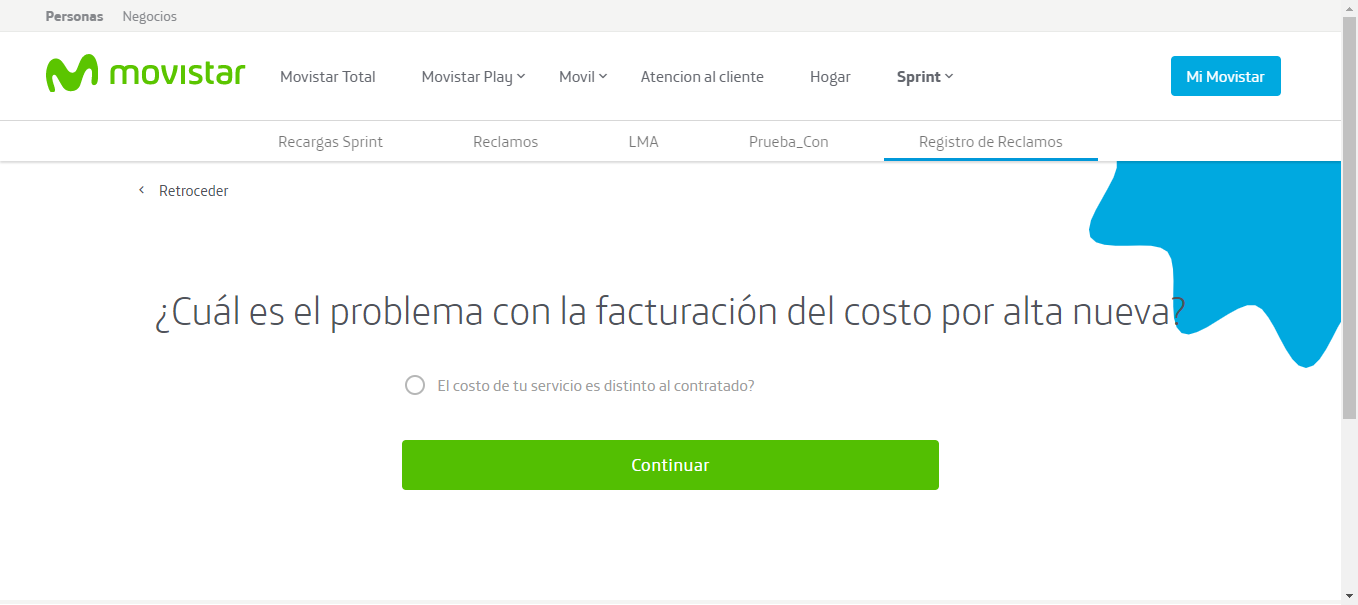 Personas Negocios
movistar Movistar Total Movistar Play Movil Atencion al cliente Hogar Sprint Mi Movistar
Recargas Sprint Reclamos LMA Prueba_Con Registro de Reclamos
Retroceder
¿Cuál es el problema con la facturación del costo por alta nueva?
El costo de tu servicio es distinto al contratado?
Continuar